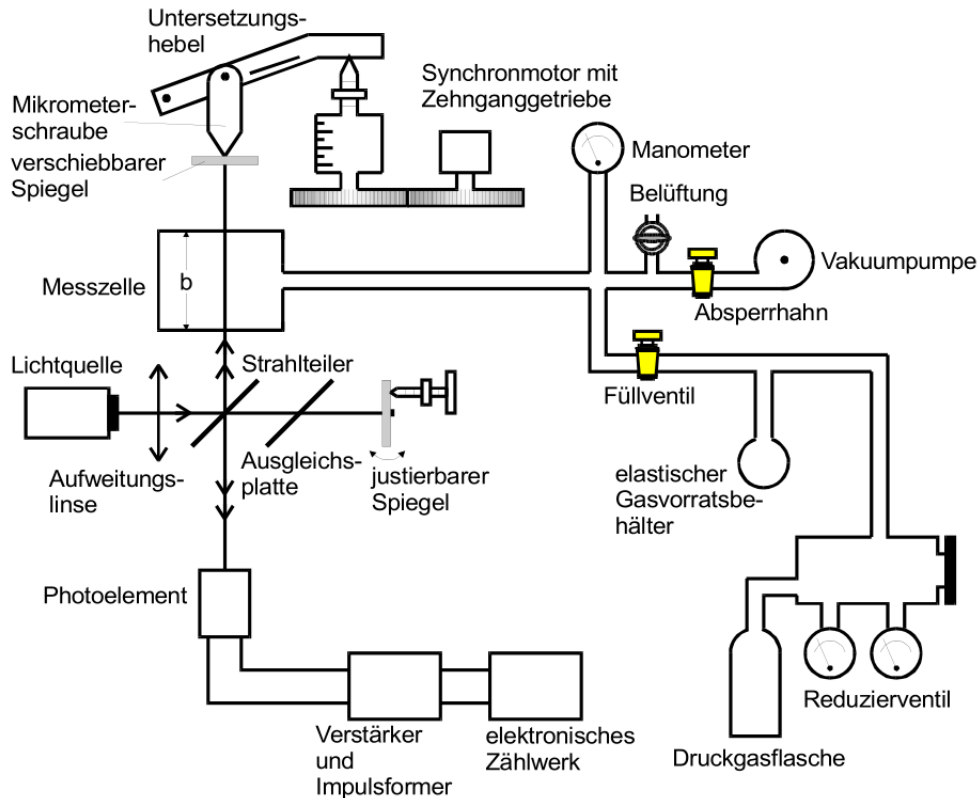 Untersetzungs-
hebel
Synchronmotor mit
Zehnganggetriebe
Mikrometer-
schraube
verschiebbarer
Spiegel
Manometer
Belüftung
Messzelle
b
Vakuumpumpe
Absperrhahn
Lichtquelle
Strahlteiler
Füllventil
Aufweitungs-
linse
Ausgleichs-
platte
justierbarer
Spiegel
elastischer
Gasvorratsbe-
hälter
Photoelement
Reduzierventil
Verstärker
und
Impulsformer
elektronisches
Zählwerk
Druckgasflasche